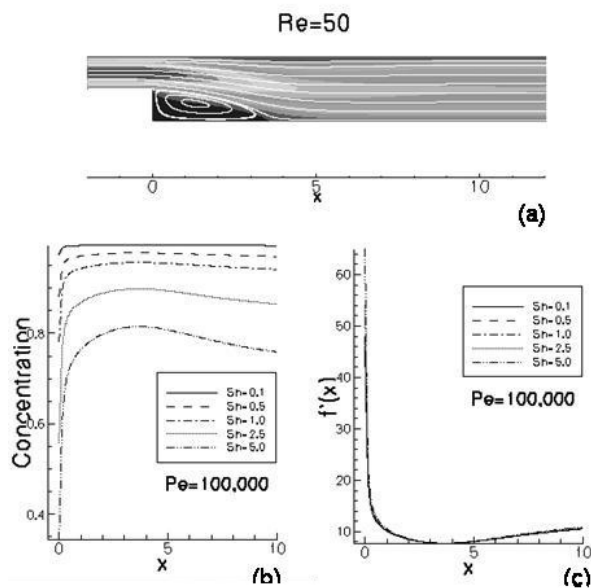 Re=50
0 5 10
x
(a)
Concentration
0.8
0.6
0.4
Sh=0.1
Sh=0.5
Sh=1.0
Sh=2.5
Sh=5.0
Pe=100,000
0 5 10
x
(b)
f'(x)
60
50
40
30
20
10
Sh=0.1
Sh=0.5
Sh=1.0
Sh=2.5
Sh=5.0
Pe=100,000
0 5 10
x
(c)